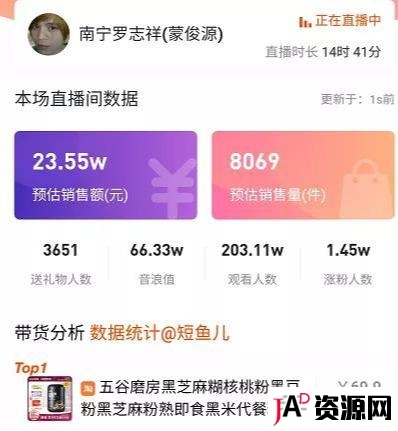 正在直播中
南宁罗志祥(蒙俊源)
直播时长 14时 41分
本场直播间数据
更新于：1s前
23.55w
8069
预估销售额(元)
预估销售量(件)
3651
66.33w
203.11w
1.45w
送礼物人数
音浪值
观看人数
涨粉人数
带货分析 数据统计@短鱼儿
Top1
淘 五谷磨房黑芝麻糊核桃粉黑豆
粉黑芝麻粉熟即食黑米代餐
JAD资源网